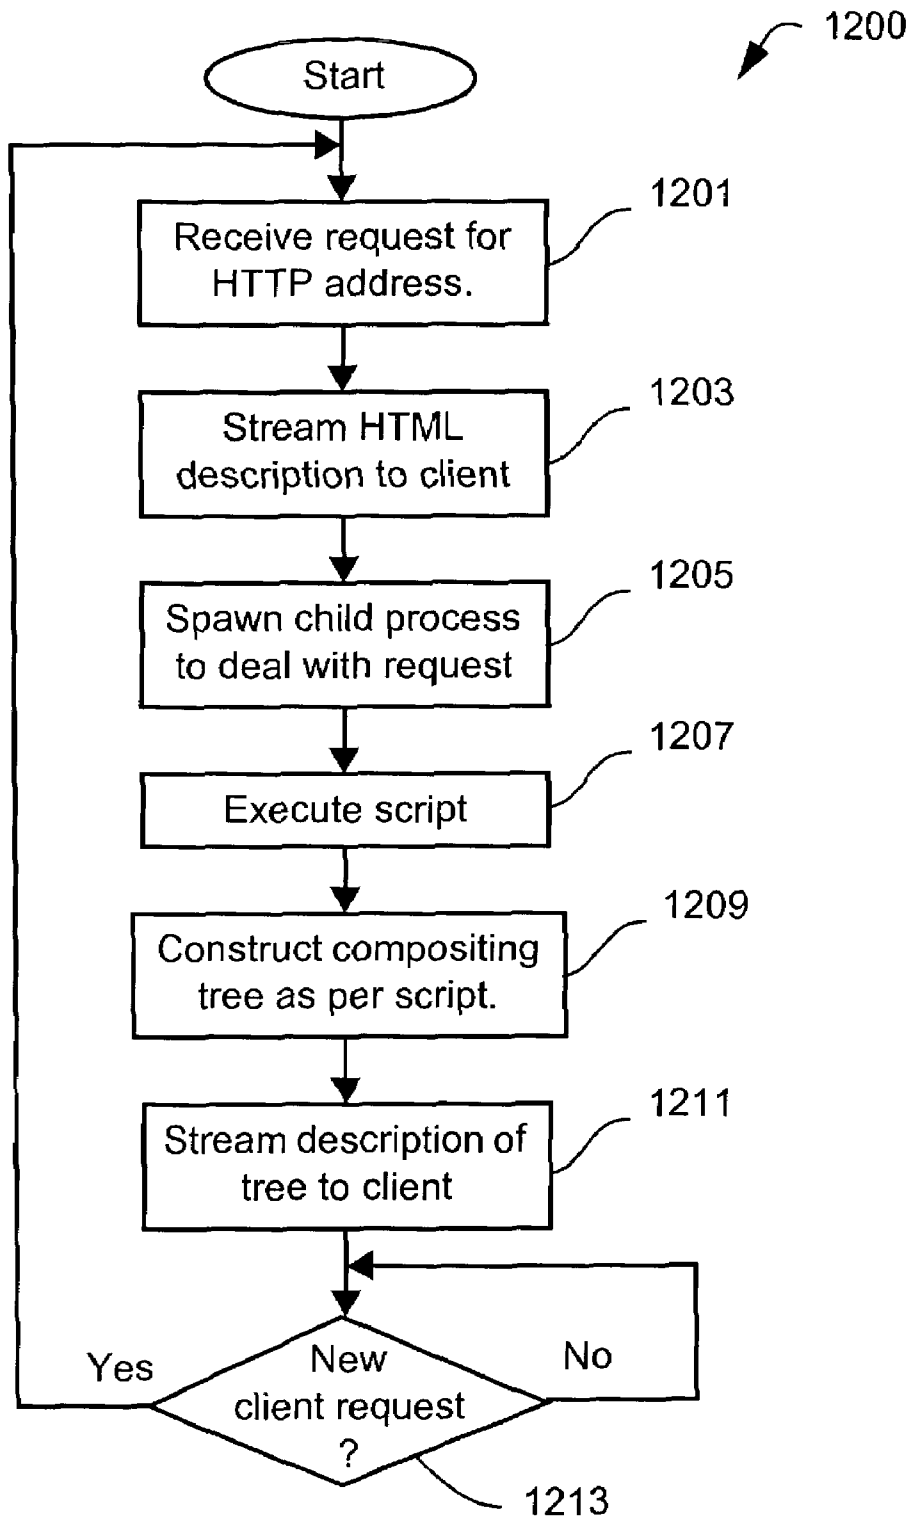 1200
Start
1201
Receive request for
HTTP address.
1203
Stream HTML
description to client
1205
Spawn child process
to deal with request
1207
Execute script
1209
Construct compositing
tree as per script.
1211
Stream description of
tree to client
Yes
No
New
client request
?
1213